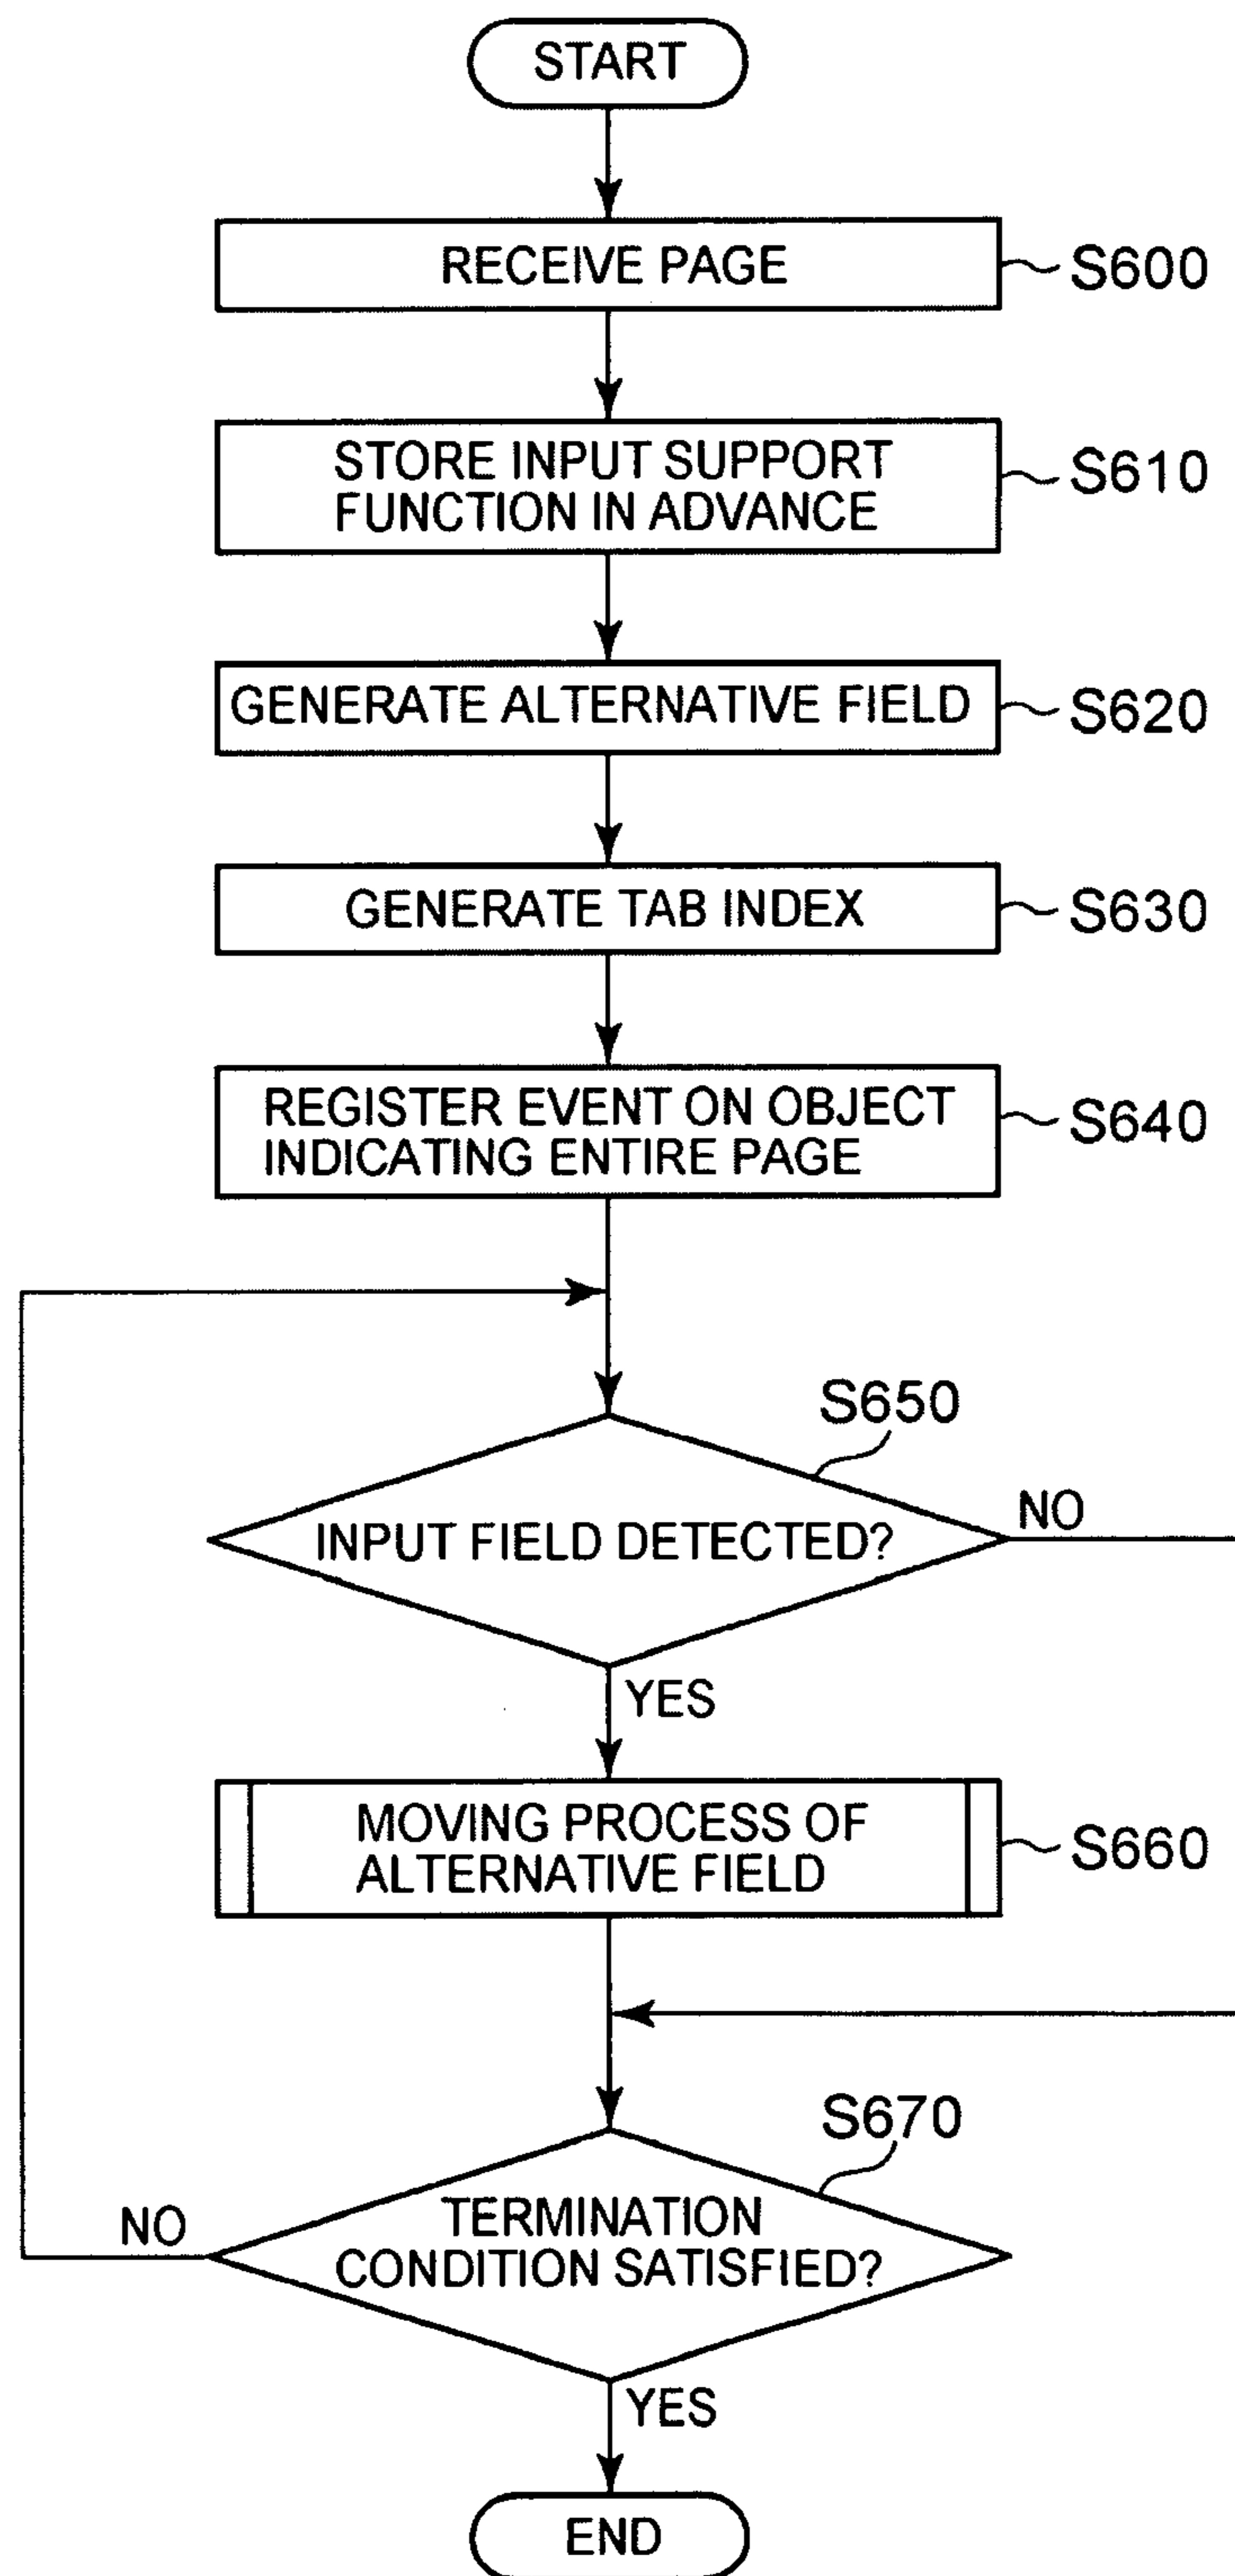 START
RECEIVE PAGE
S600
STORE INPUT SUPPORT
FUNCTION IN ADVANCE
S610
GENERATE ALTERNATIVE FIELD
S620
GENERATE TAB INDEX
S630
REGISTER EVENT ON OBJECT
INDICATING ENTIRE PAGE
S640
S650
INPUT FIELD DETECTED?
NO
YES
MOVING PROCESS OF
ALTERNATIVE FIELD
S660
S670
TERMINATION
CONDITION SATISFIED?
NO
YES
END